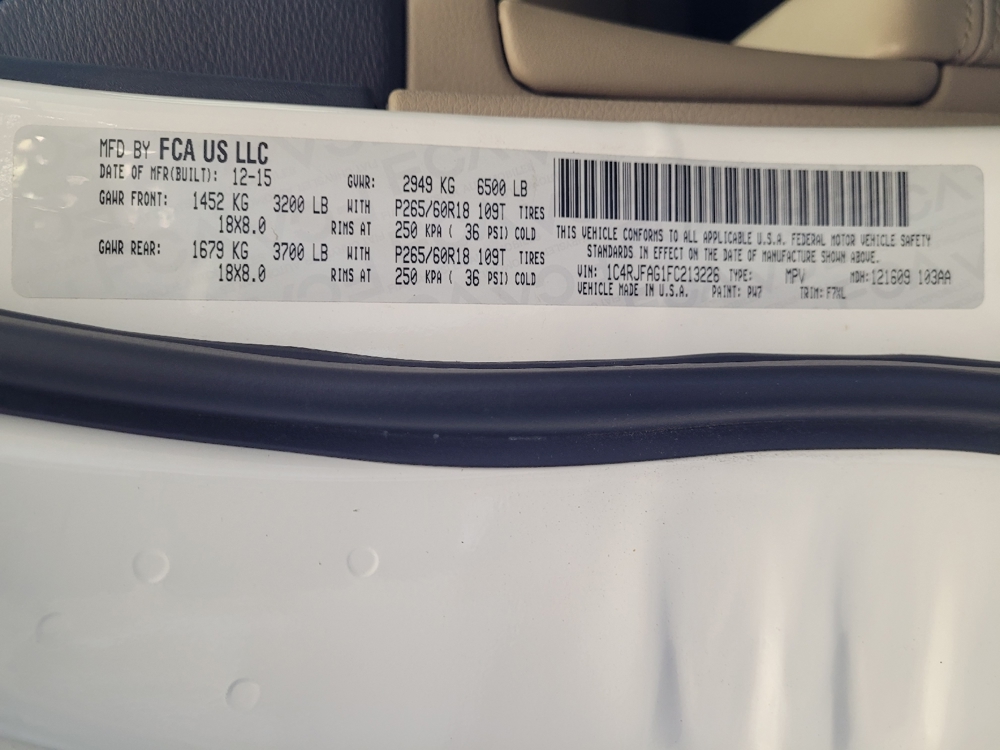 MFD BY FCA US LLC
DATE OF MFR(BUILT): 12-15 GVWR: 2949 KG 6500 LB
GAWR FRONT: 1452 KG 3200 LB WITH P265/60R18 109T TIRES
18X8.0 RIMS AT 250 KPA ( 36 PSI) COLD
GAWR REAR: 1679 KG 3700 LB WITH P265/60R18 109T TIRES
18X8.0 RIMS AT 250 KPA ( 36 PSI) COLD
THIS VEHICLE CONFORMS TO ALL APPLICABLE U.S.A. FEDERAL MOTOR VEHICLE SAFETY
STANDARDS IN EFFECT ON THE DATE OF MANUFACTURE SHOWN ABOVE.
VIN: 1C4RJFAG1FC213226 TYPE: MPV MDH: 121609 103AA
VEHICLE MADE IN U.S.A. PAINT: PW7 TRIM: F7XL